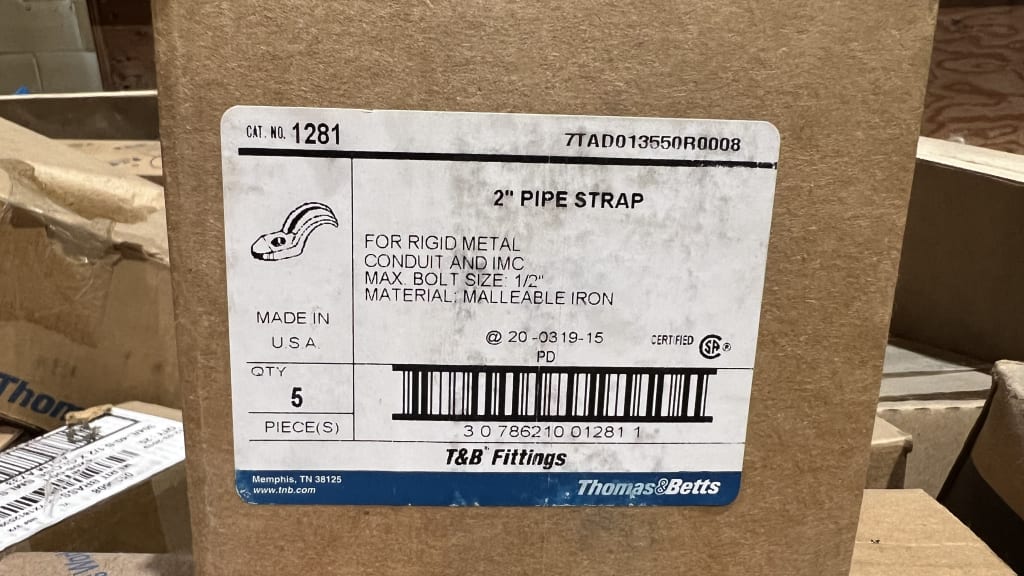 CAT. NO. 1281
7TAD013550R0008
2" PIPE STRAP
FOR RIGID METAL
CONDUIT AND IMC
MAX. BOLT SIZE: 1/2"
MATERIAL: MALLEABLE IRON
MADE IN
U.S.A.
@ 20-0319-15
PD
CERTIFIED SP ®
QTY
5
PIECE(S)
3 0 786210 01281 1
T&B Fittings
Memphis, TN 38125
www.tnb.com
Thomas&Betts
Thom